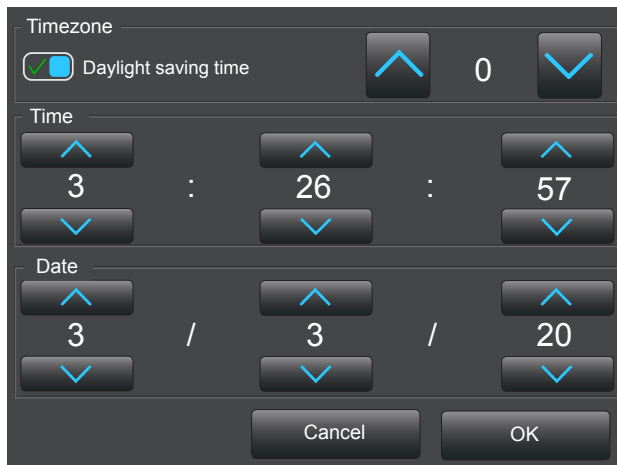 Timezone
Daylight saving time 0
Time
3 : 26 : 57
Date
3 / 3 / 20
Cancel OK